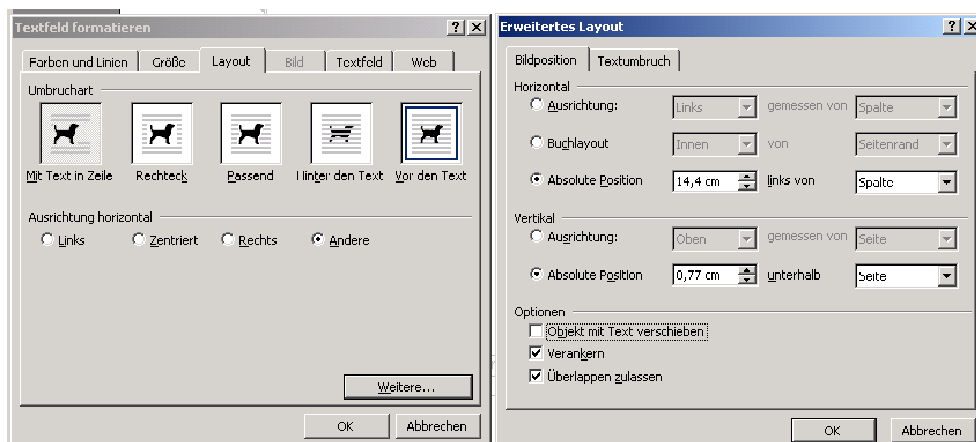 Textfeld formatieren
Farben und Linien Größe Layout Bild Textfeld Web
Umbruchart
Mit Text in Zeile Rechteck Passend Hinter den Text Vor den Text
Ausrichtung horizontal
Links Zentriert Rechts Andere
Weitere...
OK Abbrechen
Erweitertes Layout
Bildposition Textumbruch
Horizontal
Ausrichtung: Links gemessen von Spalte
Buchlayout Innen von Seitenrand
Absolute Position 14,4 cm links von Spalte
Vertikal
Ausrichtung: Oben gemessen von Seite
Absolute Position 0,77 cm unterhalb Seite
Optionen
Objekt mit Text verschieben
Verankern
Überlappen zulassen
OK Abbrechen